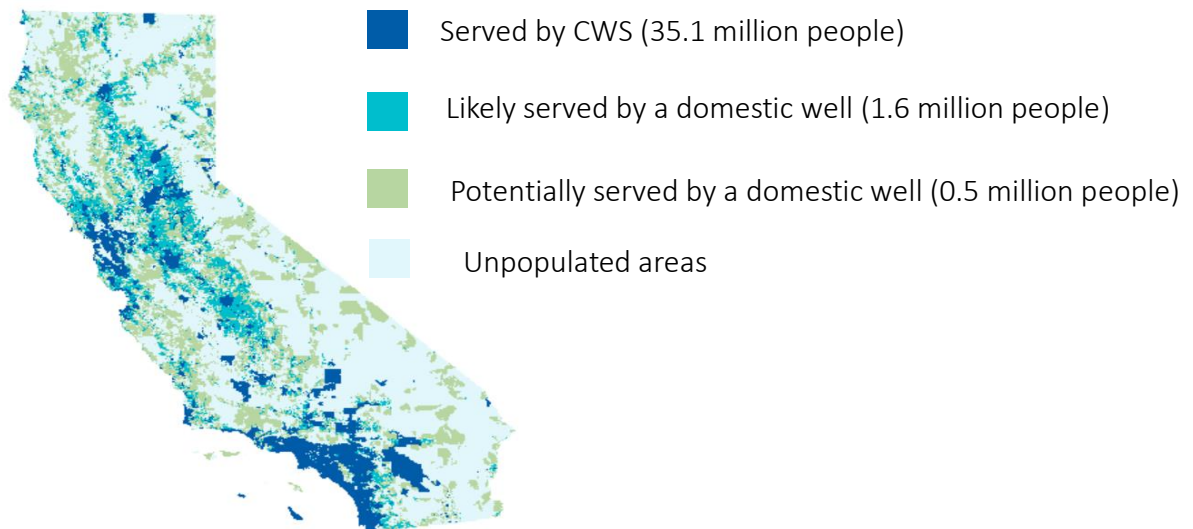 Served by CWS (35.1 million people)
Likely served by a domestic well (1.6 million people)
Potentially served by a domestic well (0.5 million people)
Unpopulated areas